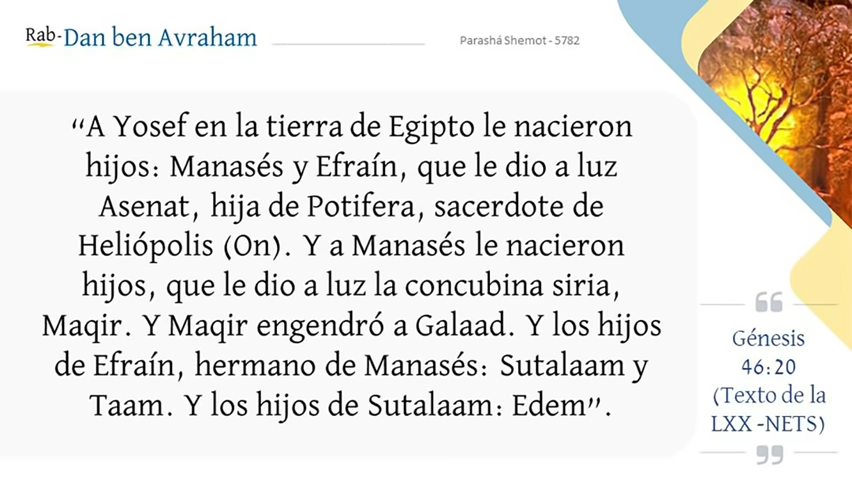 Rab-Dan ben Avraham
Parashá Shemot - 5782
“A Yosef en la tierra de Egipto le nacieron
hijos: Manasés y Efraín, que le dio a luz
Asenat, hija de Potifera, sacerdote de
Heliópolis (On). Y a Manasés le nacieron
hijos, que le dio a luz la concubina siria,
Maqir. Y Maqir engendró a Galaad. Y los hijos
de Efraín, hermano de Manasés: Sutalaam y
Taam. Y los hijos de Sutalaam: Edem”.
Génesis
46:20
(Texto de la
LXX -NETS)